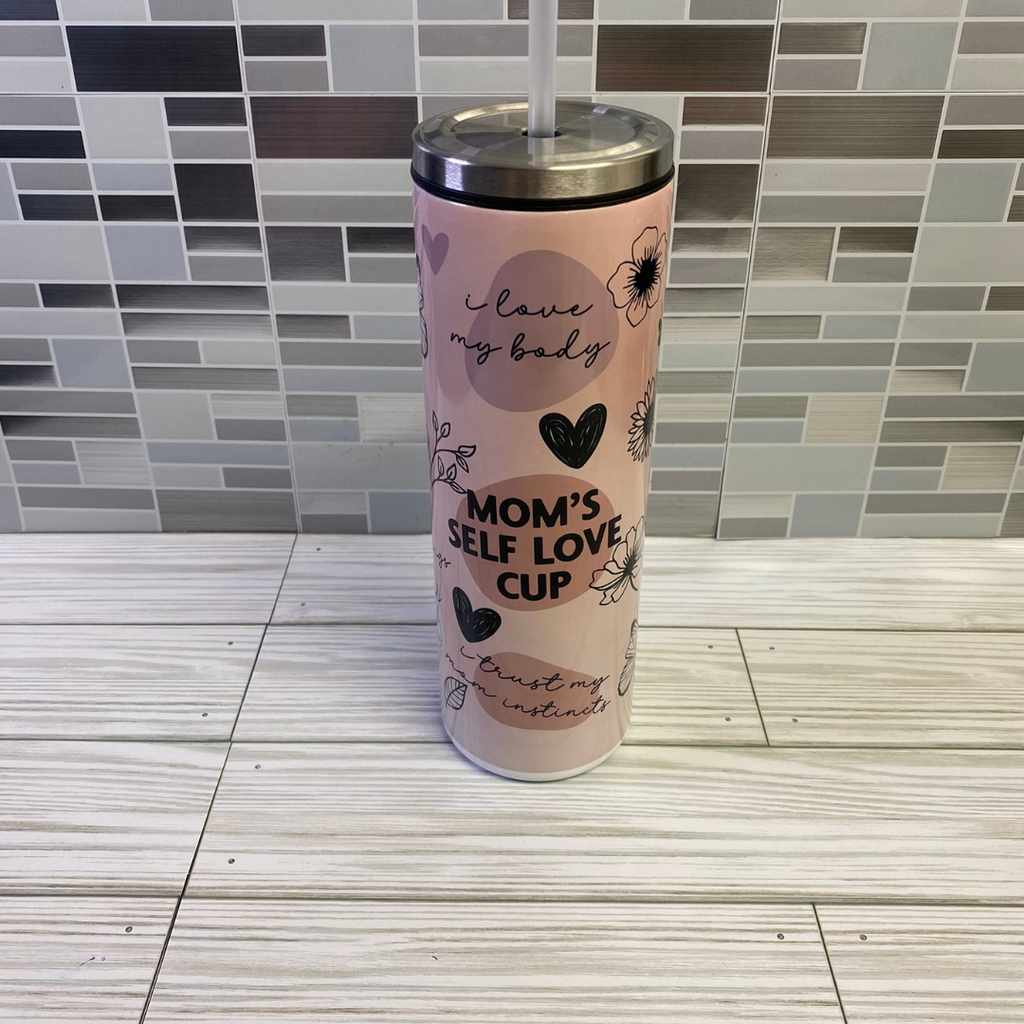 i love
my body
MOM'S
SELF LOVE
CUP
i trust my
mom instincts